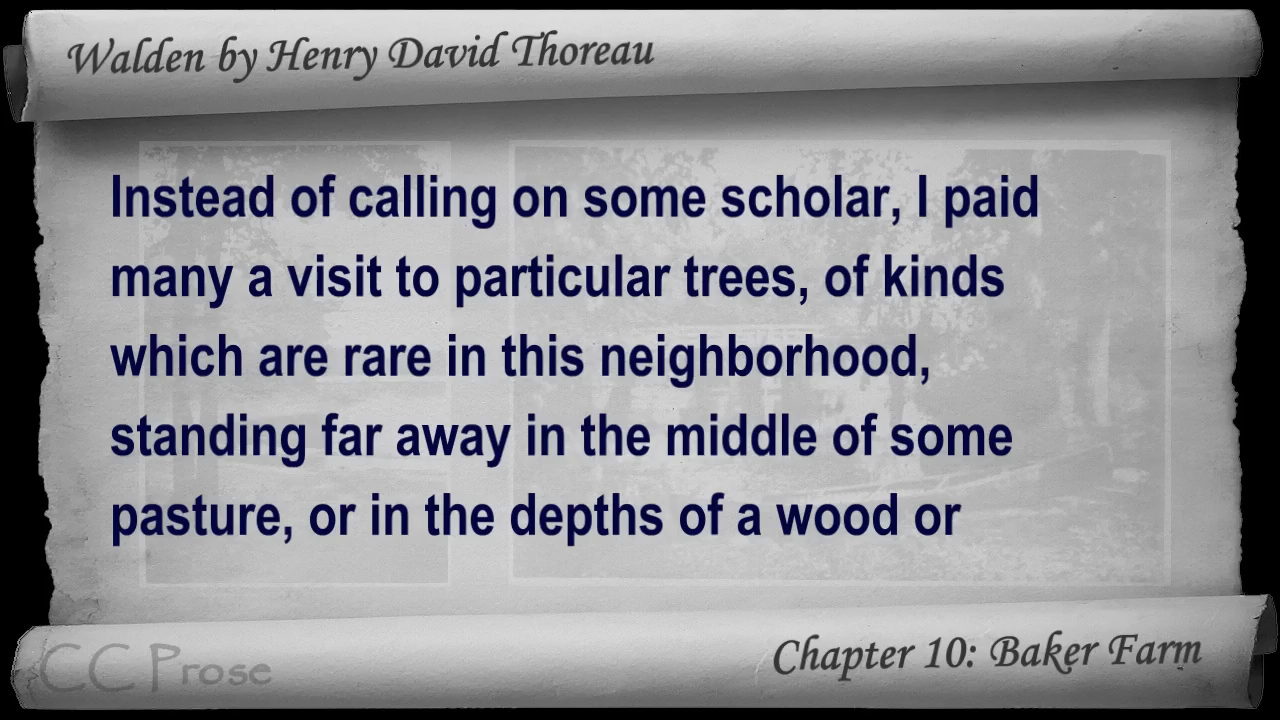 Walden by Henry David Thoreau
Instead of calling on some scholar, I paid
many a visit to particular trees, of kinds
which are rare in this neighborhood,
standing far away in the middle of some
pasture, or in the depths of a wood or
CC Prose
Chapter 10: Baker Farm